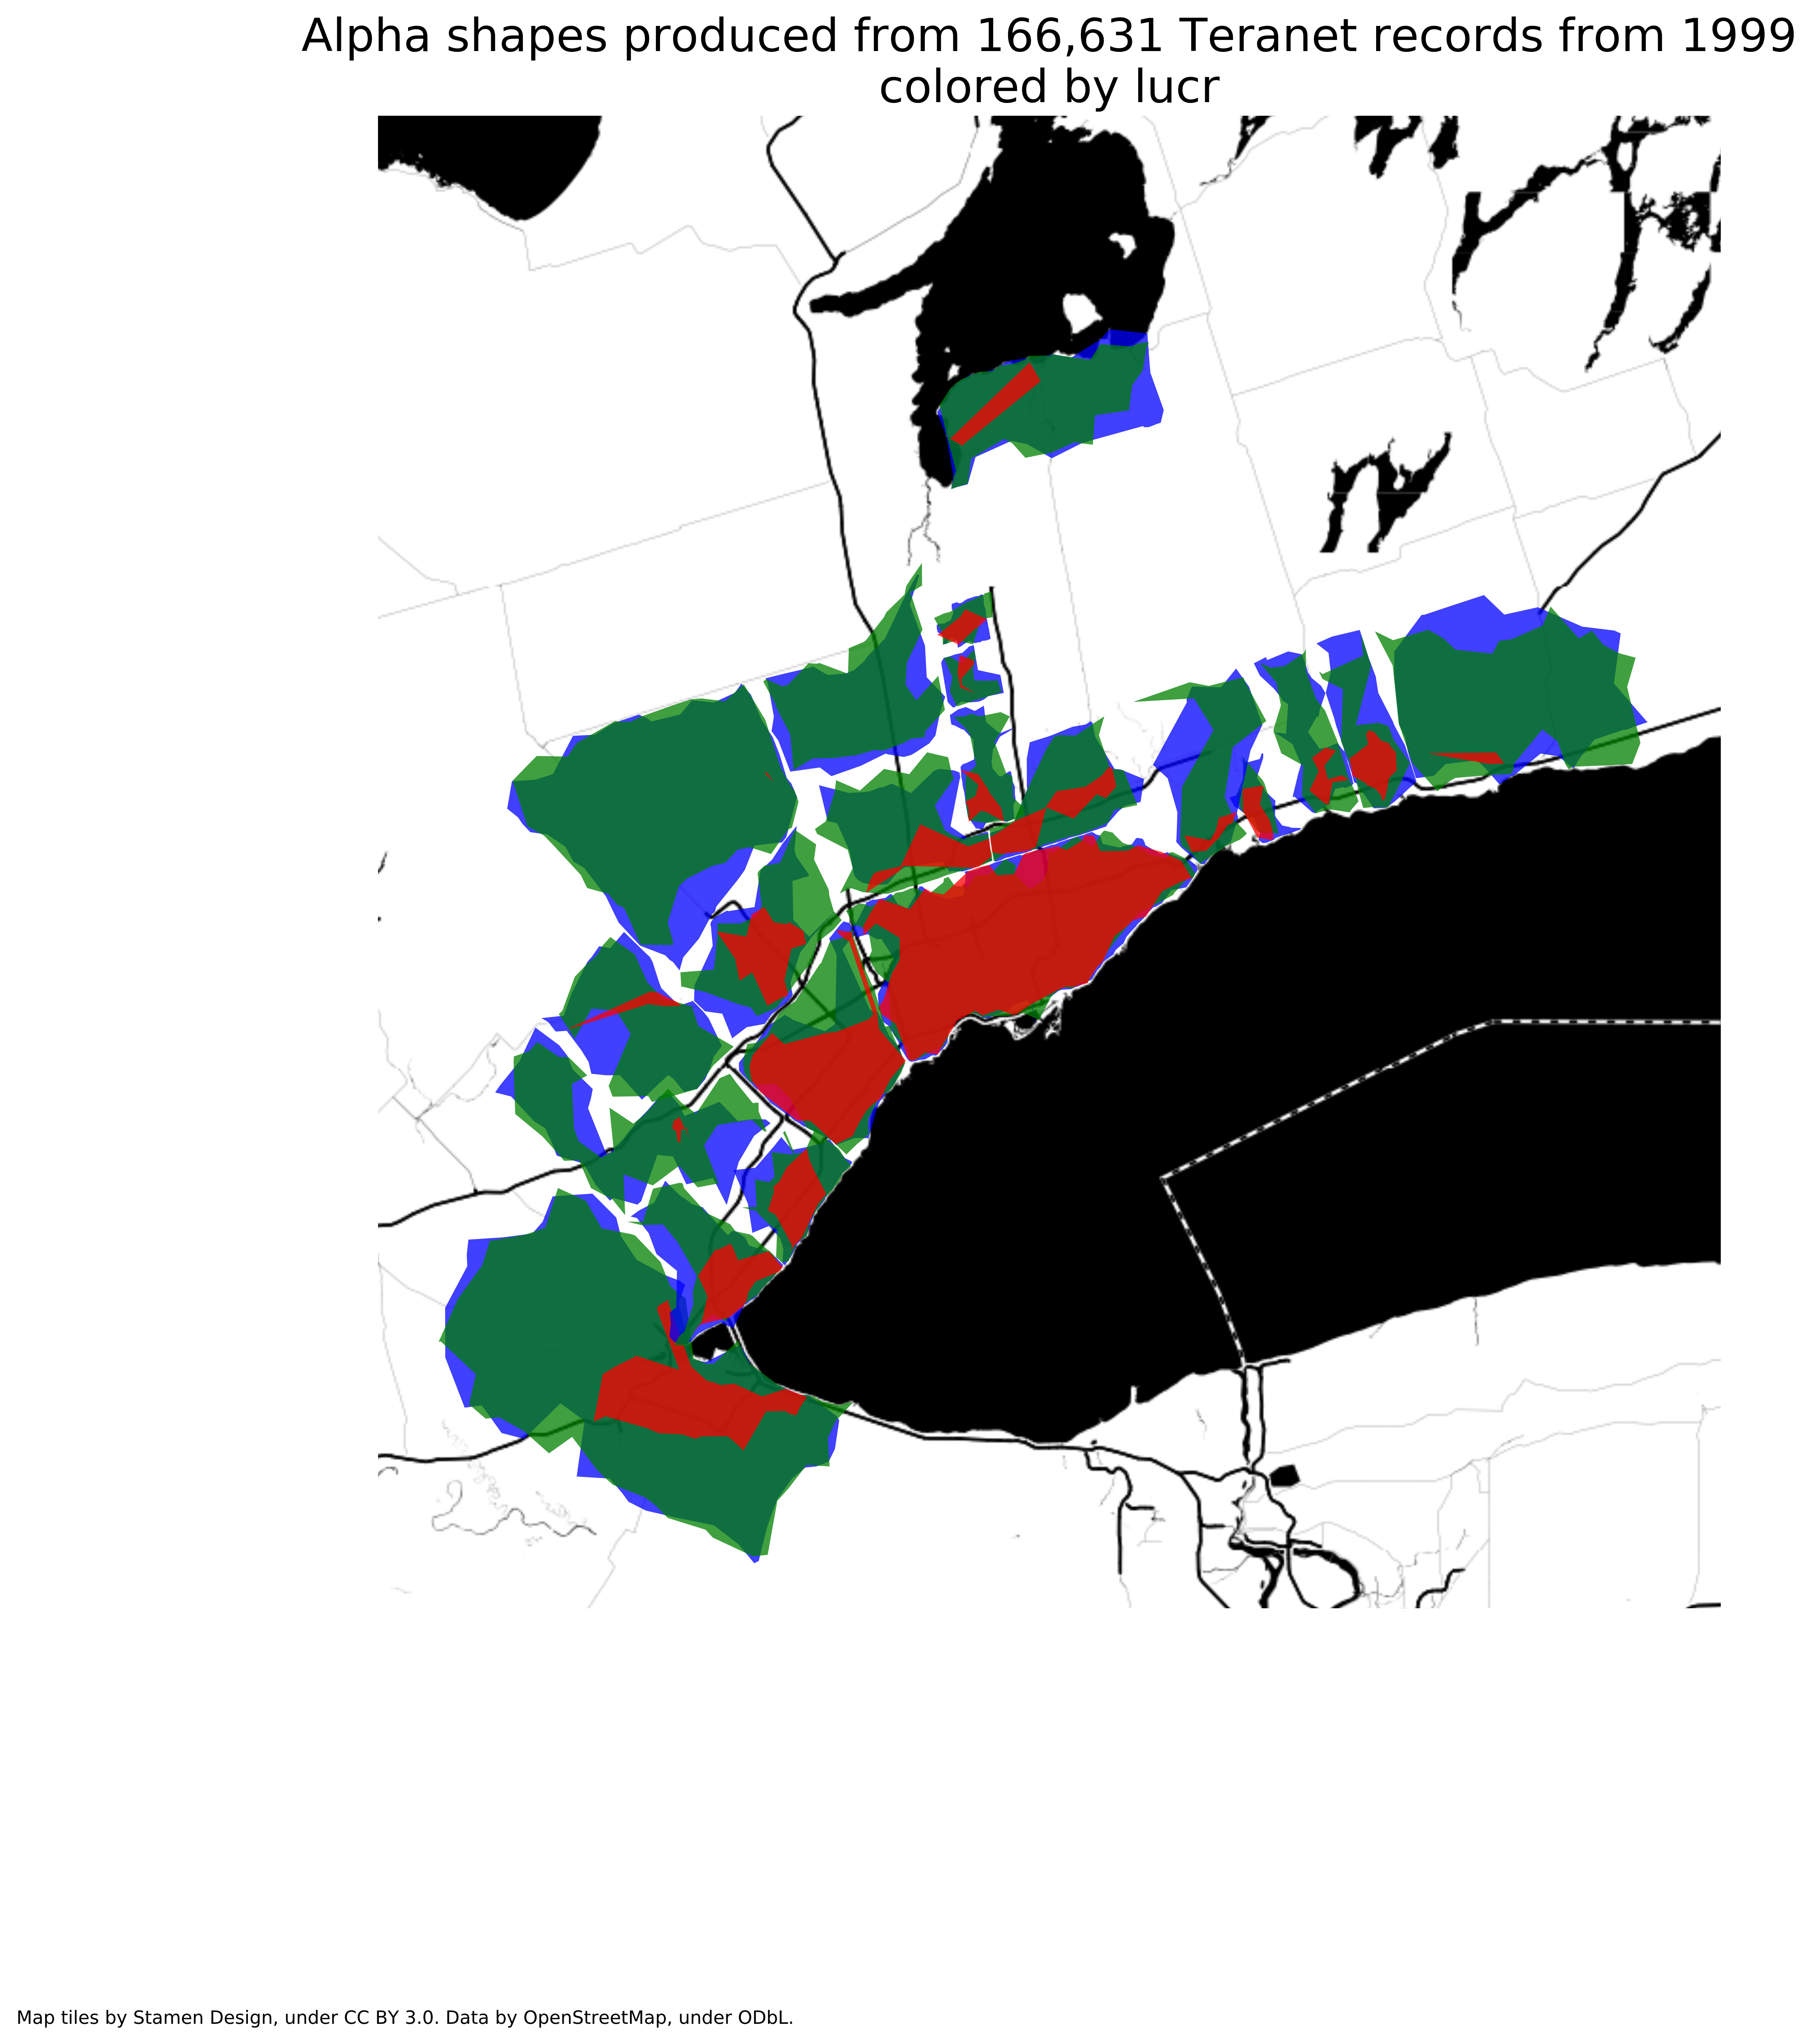 Alpha shapes produced from 166,631 Teranet records from 1999
colored by lucr
Map tiles by Stamen Design, under CC BY 3.0. Data by OpenStreetMap, under ODbL.